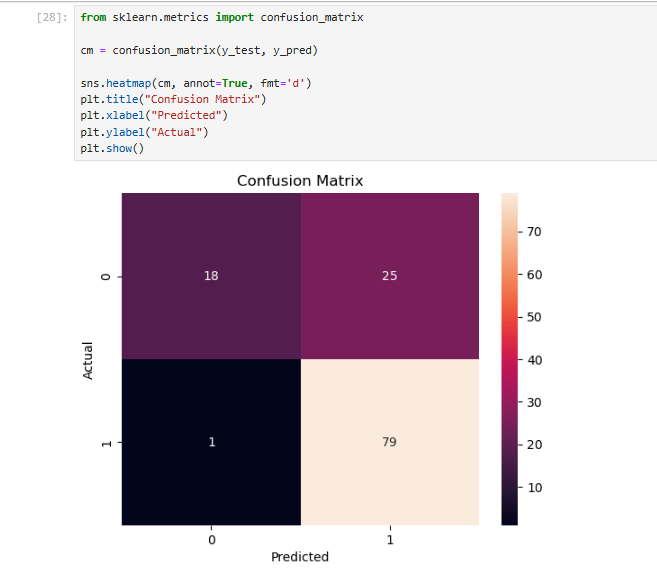 [28]: from sklearn.metrics import confusion_matrix
cm = confusion_matrix(y_test, y_pred)
sns.heatmap(cm, annot=True, fmt='d')
plt.title("Confusion Matrix")
plt.xlabel("Predicted")
plt.ylabel("Actual")
plt.show()
Confusion Matrix
70
0 18 25
60
50
Actual
40
30
1 1 79
20
10
0 1
Predicted